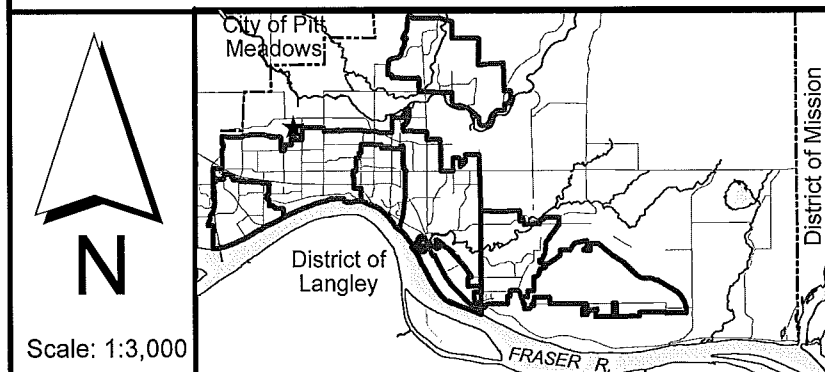 City of Pitt
Meadows
District of Mission
District of
Langley
N
Scale: 1:3,000
FRASER R.